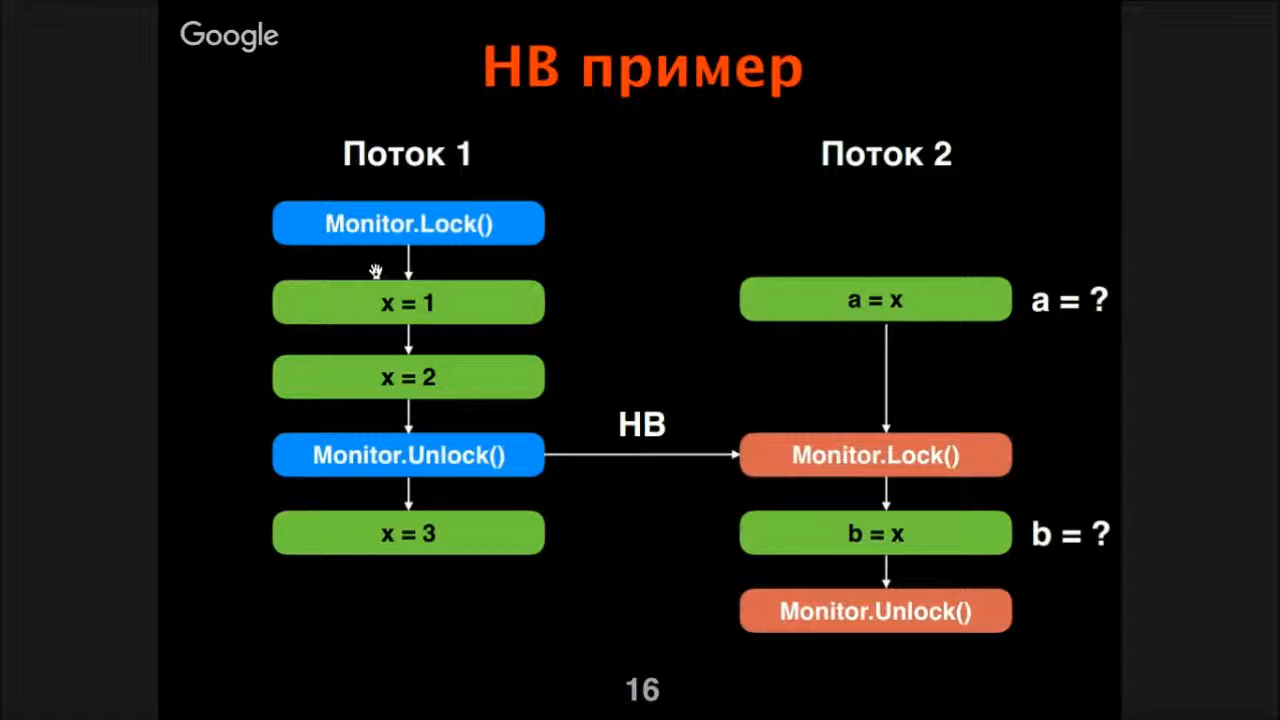 Google
HB пример
Поток 1
Поток 2
Monitor.Lock()
x = 1
a = x
a = ?
x = 2
HB
Monitor.Unlock()
Monitor.Lock()
x = 3
b = x
b = ?
Monitor.Unlock()
16